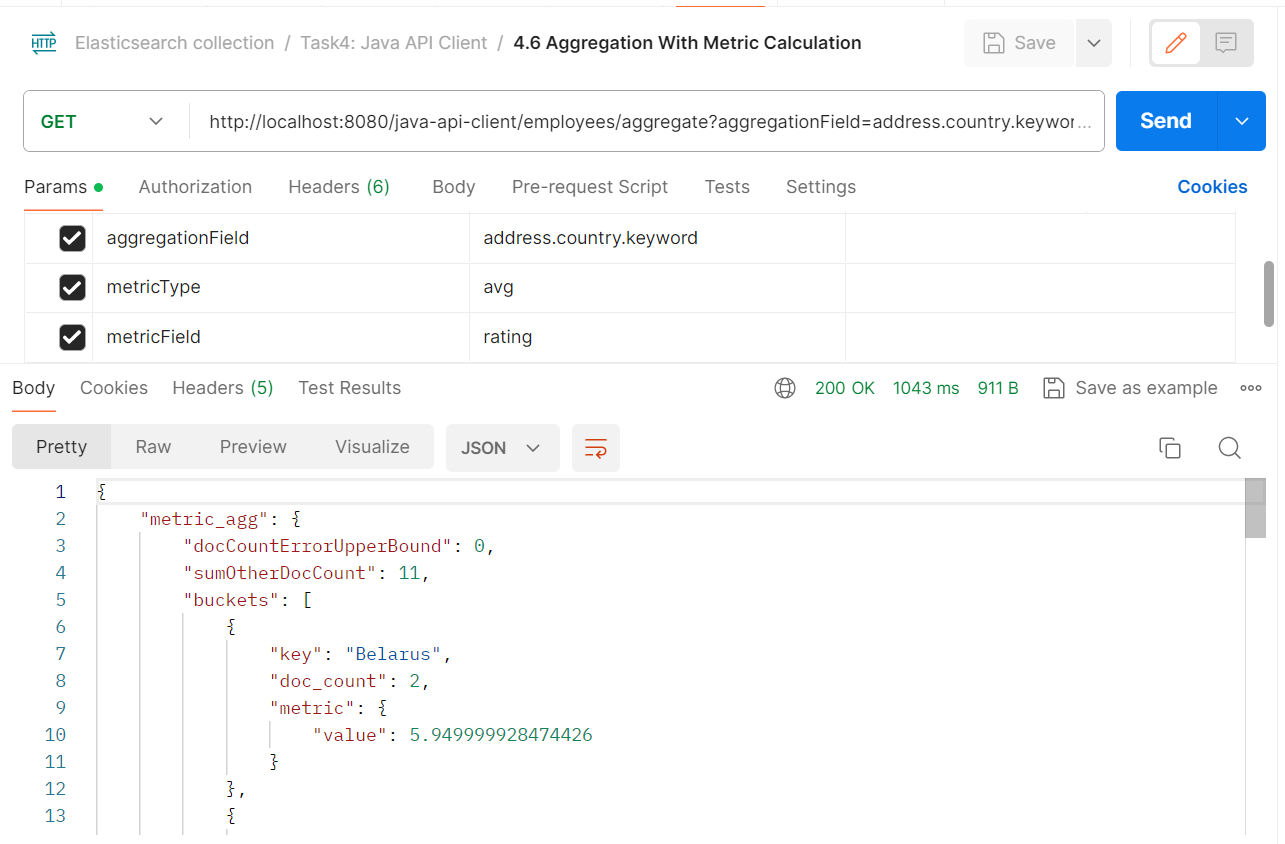 HTTP Elasticsearch collection / Task4: Java API Client / 4.6 Aggregation With Metric Calculation Save
GET http://localhost:8080/java-api-client/employees/aggregate?aggregationField=address.country.keywor... Send
Params Authorization Headers (6) Body Pre-request Script Tests Settings Cookies
aggregationField address.country.keyword
metricType avg
metricField rating
Body Cookies Headers (5) Test Results 200 OK 1043 ms 911 B Save as example
Pretty Raw Preview Visualize JSON
1 {
2 "metric_agg": {
3 "docCountErrorUpperBound": 0,
4 "sumOtherDocCount": 11,
5 "buckets": [
6 {
7 "key": "Belarus",
8 "doc_count": 2,
9 "metric": {
10 "value": 5.949999928474426
11 }
12 },
13 {